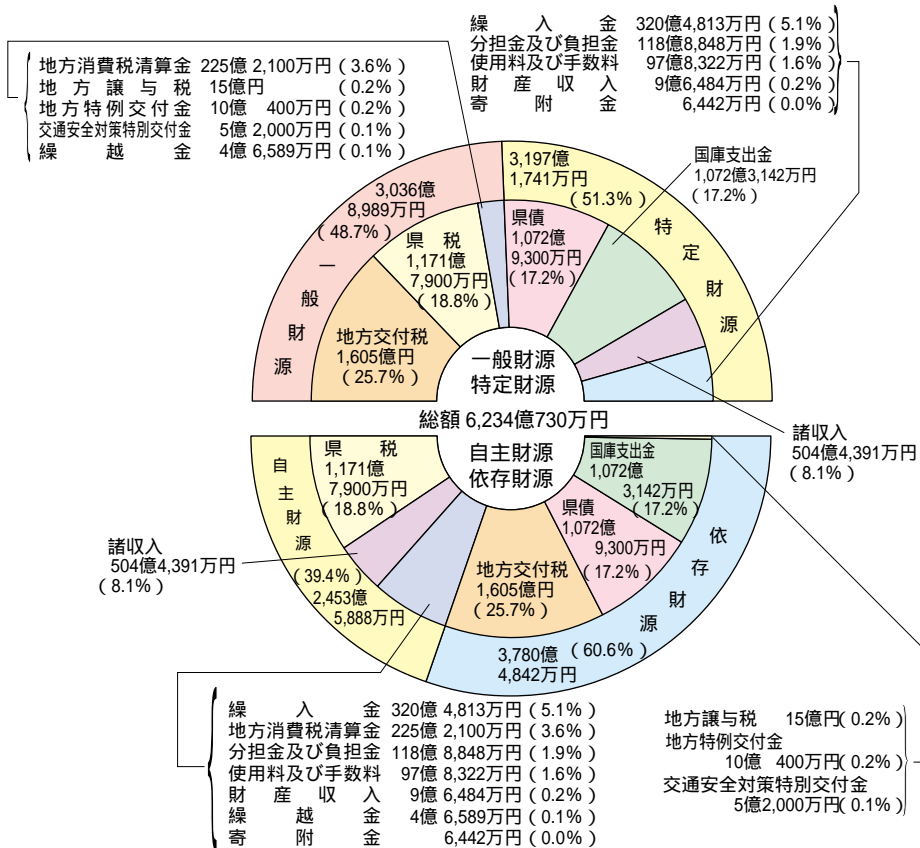 繰入金 320億4,813万円(5.1%)
分担金及び負担金 118億8,848万円(1.9%)
使用料及び手数料 97億8,322万円(1.6%)
財産収入 9億6,484万円(0.2%)
寄附金 6,442万円(0.0%)
地方消費税清算金 225億 2,100万円(3.6%)
地方譲与税 15億円 (0.2%)
地方特例交付金 10億 400万円(0.2%)
交通安全対策特別交付金 5億 2,000万円(0.1%)
繰越金 4億 6,589万円(0.1%)
3,036億
8,989万円
(48.7%)
一般財源
3,197億
1,741万円
(51.3%)
特定財源
国庫支出金
1,072億3,142万円
(17.2%)
県税
1,171億
7,900万円
(18.8%)
県債
1,072億
9,300万円
(17.2%)
地方交付税
1,605億円
(25.7%)
一般財源
特定財源
総額 6,234億730万円
自主財源
依存財源
諸収入
504億4,391万円
(8.1%)
自主財源
(39.4%)
2,453億
5,888万円
県税
1,171億
7,900万円
(18.8%)
諸収入
504億4,391万円
(8.1%)
地方交付税
1,605億円
(25.7%)
県債
1,072億
9,300万円
(17.2%)
国庫支出金
1,072億
3,142万円
(17.2%)
依存財源
3,780億 (60.6%)
4,842万円
繰入金 320億 4,813万円(5.1%)
地方消費税清算金 225億 2,100万円(3.6%)
分担金及び負担金 118億 8,848万円(1.9%)
使用料及び手数料 97億 8,322万円(1.6%)
財産収入 9億 6,484万円(0.2%)
繰越金 4億 6,589万円(0.1%)
寄附金 6,442万円(0.0%)
地方譲与税 15億円(0.2%)
地方特例交付金
10億 400万円(0.2%)
交通安全対策特別交付金
5億2,000万円(0.1%)